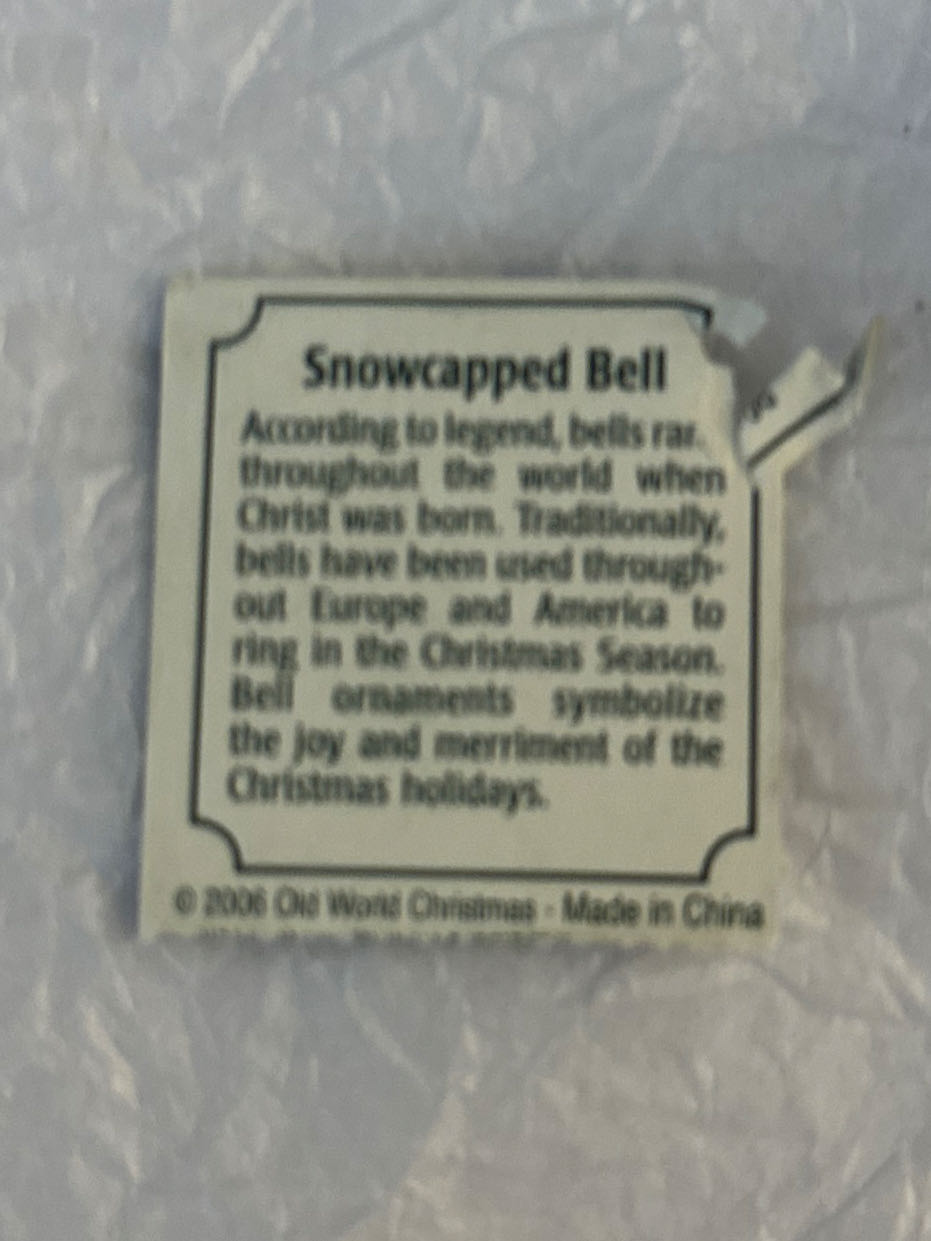 Snowcapped Bell
According to legend, bells ran
throughout the world when
Christ was born. Traditionally,
bells have been used through-
out Europe and America to
ring in the Christmas Season.
Bell ornaments symbolize
the joy and merriment of the
Christmas holidays.
© 2006 Old World Christmas - Made in China